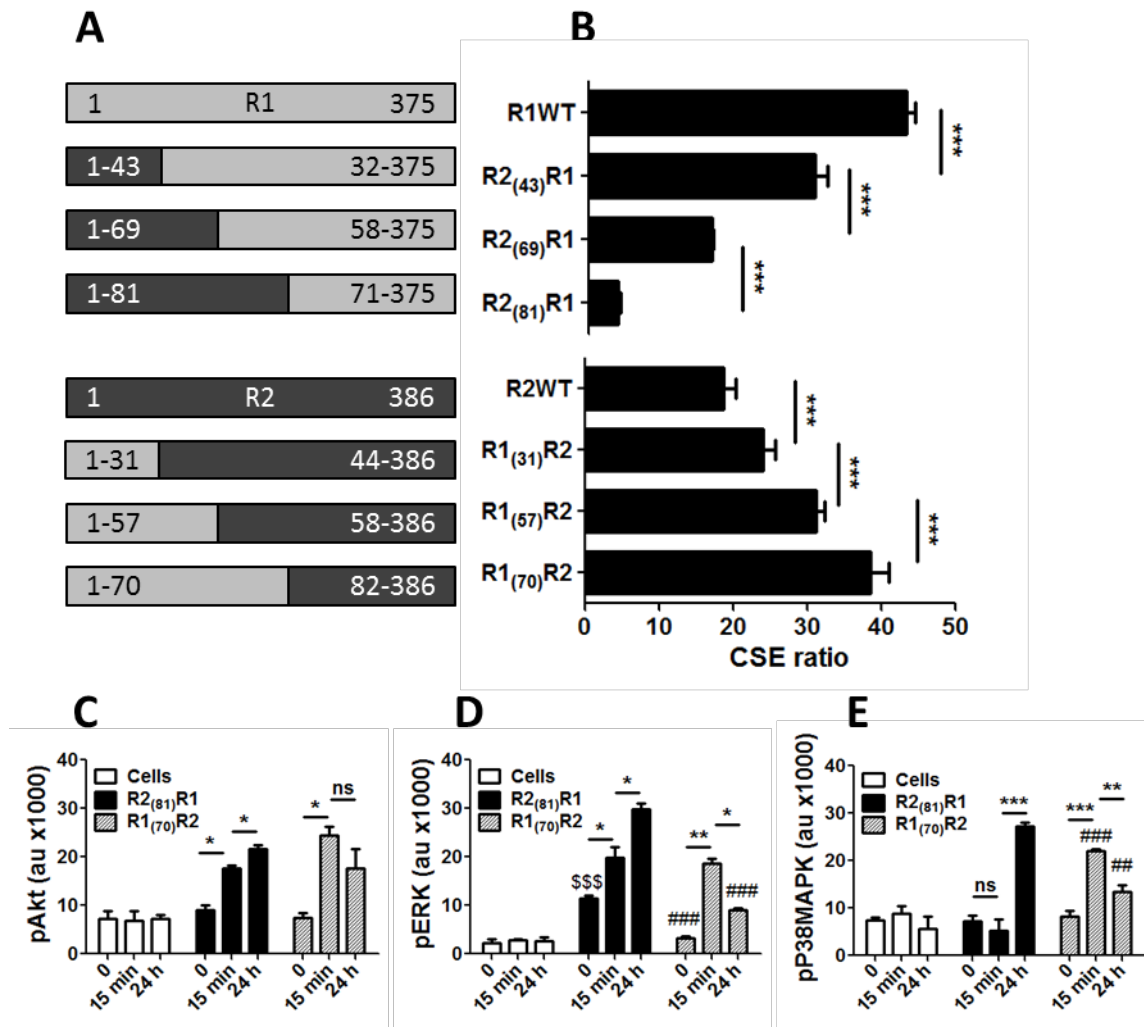 A
B
1 R1 375
1-43 32-375
1-69 58-375
1-81 71-375
1 R2 386
1-31 44-386
1-57 58-386
1-70 82-386
R1WT
R2(43)R1
R2(69)R1
R2(81)R1
***
***
***
R2WT
R1(31)R2
R1(57)R2
R1(70)R2
***
***
***
0 10 20 30 40 50
CSE ratio
C
pAkt (au x1000)
40
30
20
10
0
Cells
R2(81)R1
R1(70)R2
* * * ns
0 15 min 24 h 0 15 min 24 h 0 15 min 24 h
D
pERK (au x1000)
40
30
20
10
0
Cells
R2(81)R1
R1(70)R2
$$$ * * ### ** * ###
0 15 min 24 h 0 15 min 24 h 0 15 min 24 h
E
pP38MAPK (au x1000)
40
30
20
10
0
Cells
R2(81)R1
R1(70)R2
ns *** *** ### ** ##
0 15 min 24 h 0 15 min 24 h 0 15 min 24 h